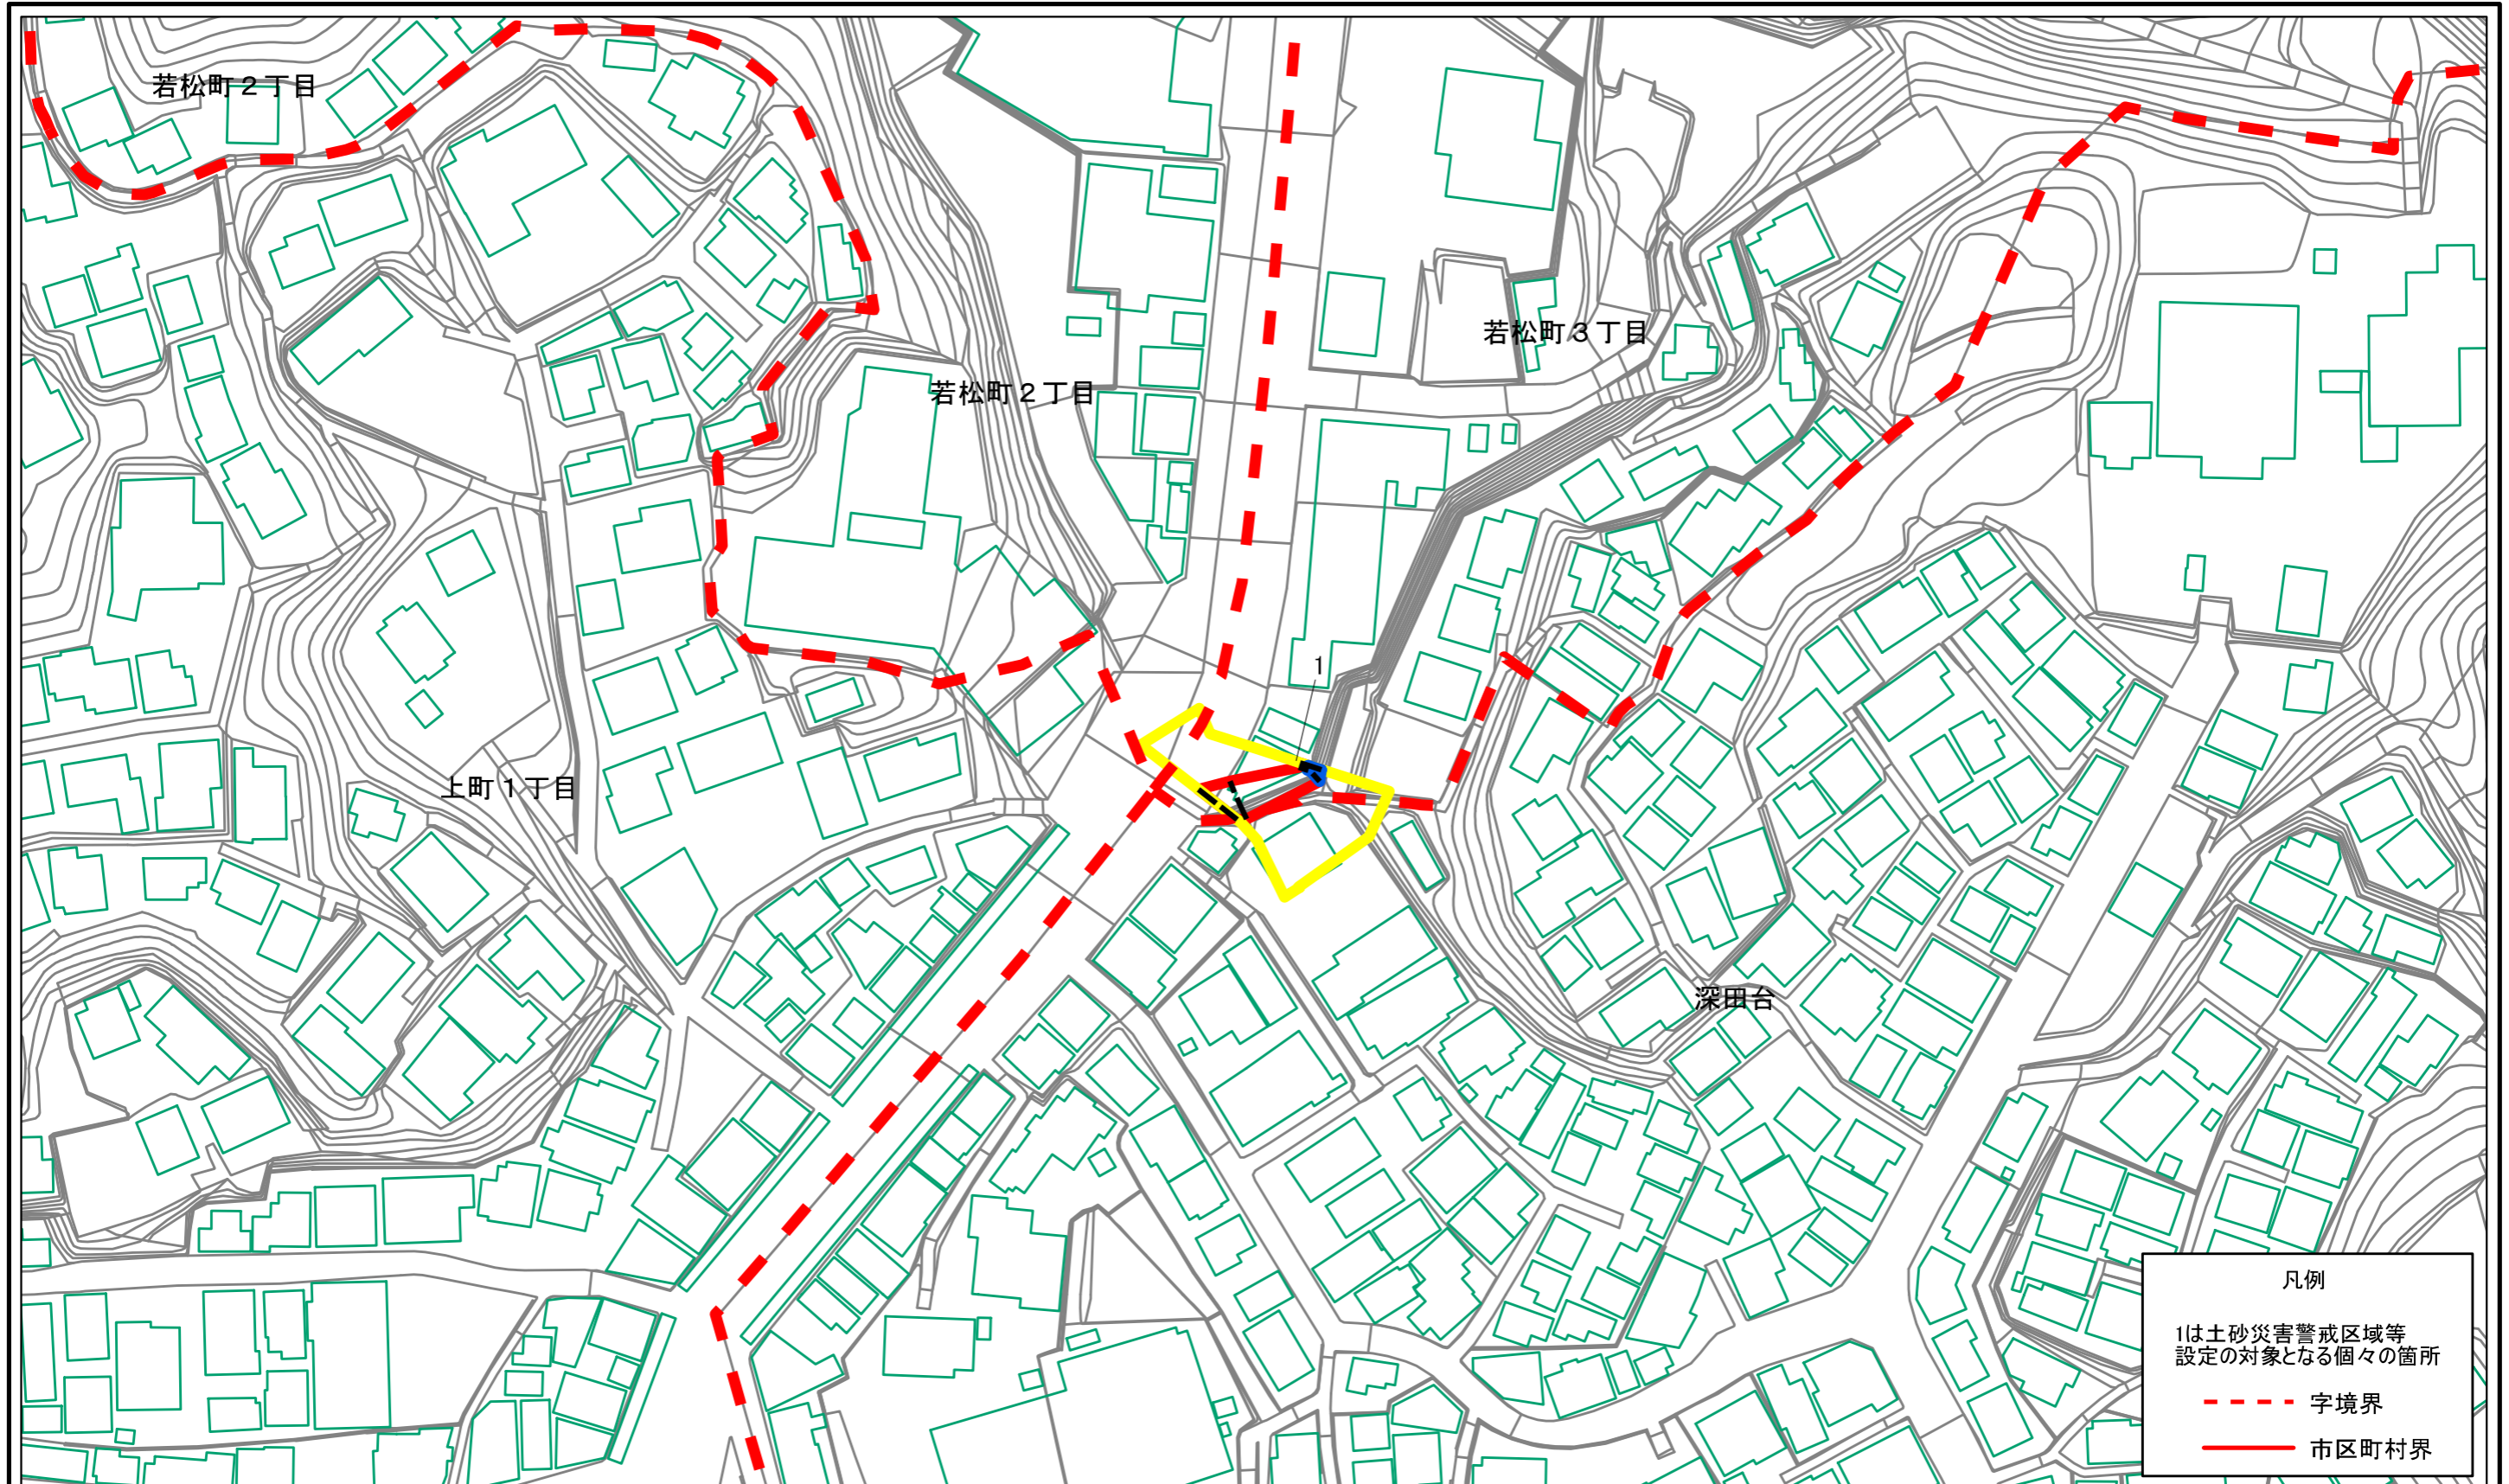 若松町２丁目
若松町３丁目
若松町２丁目
1
上町１丁目
深田台
凡例
1は土砂災害警戒区域等
設定の対象となる個々の箇所
字境界
市区町村界